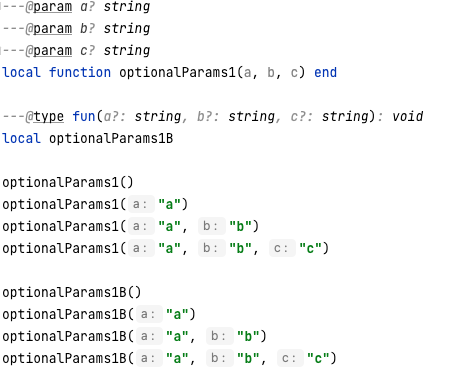 ---@param a? string
---@param b? string
---@param c? string
local function optionalParams1(a, b, c) end
---@type fun(a?: string, b?: string, c?: string): void
local optionalParams1B
optionalParams1()
optionalParams1(a: "a")
optionalParams1(a: "a", b: "b")
optionalParams1(a: "a", b: "b", c: "c")
optionalParams1B()
optionalParams1B(a: "a")
optionalParams1B(a: "a", b: "b")
optionalParams1B(a: "a", b: "b", c: "c")